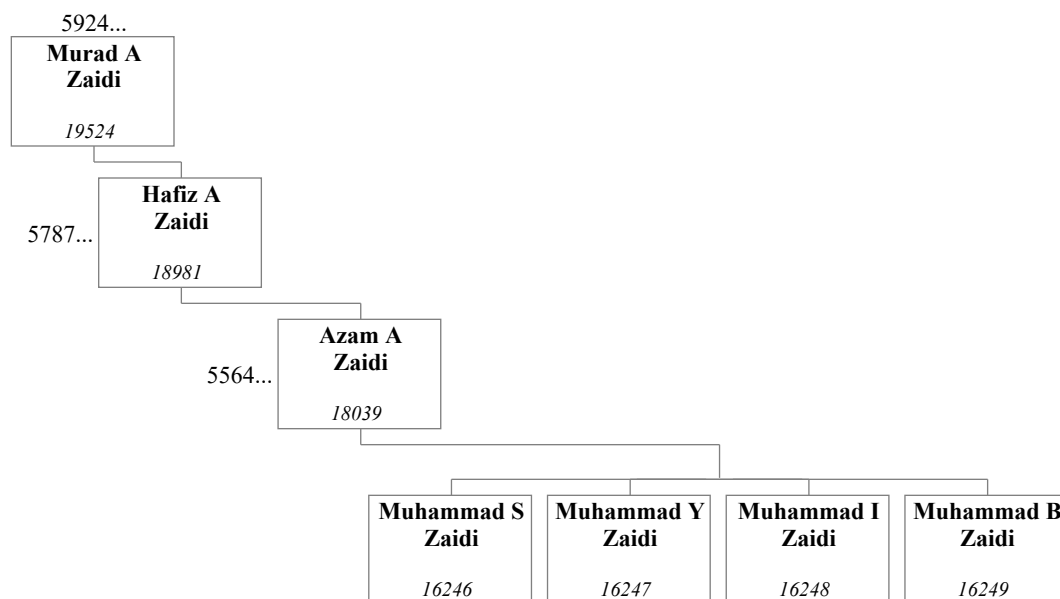 5924...
Murad A
Zaidi
19524
Hafiz A
Zaidi
5787...
18981
Azam A
Zaidi
5564...
18039
Muhammad S
Zaidi
16246
Muhammad Y
Zaidi
16247
Muhammad I
Zaidi
16248
Muhammad B
Zaidi
16249